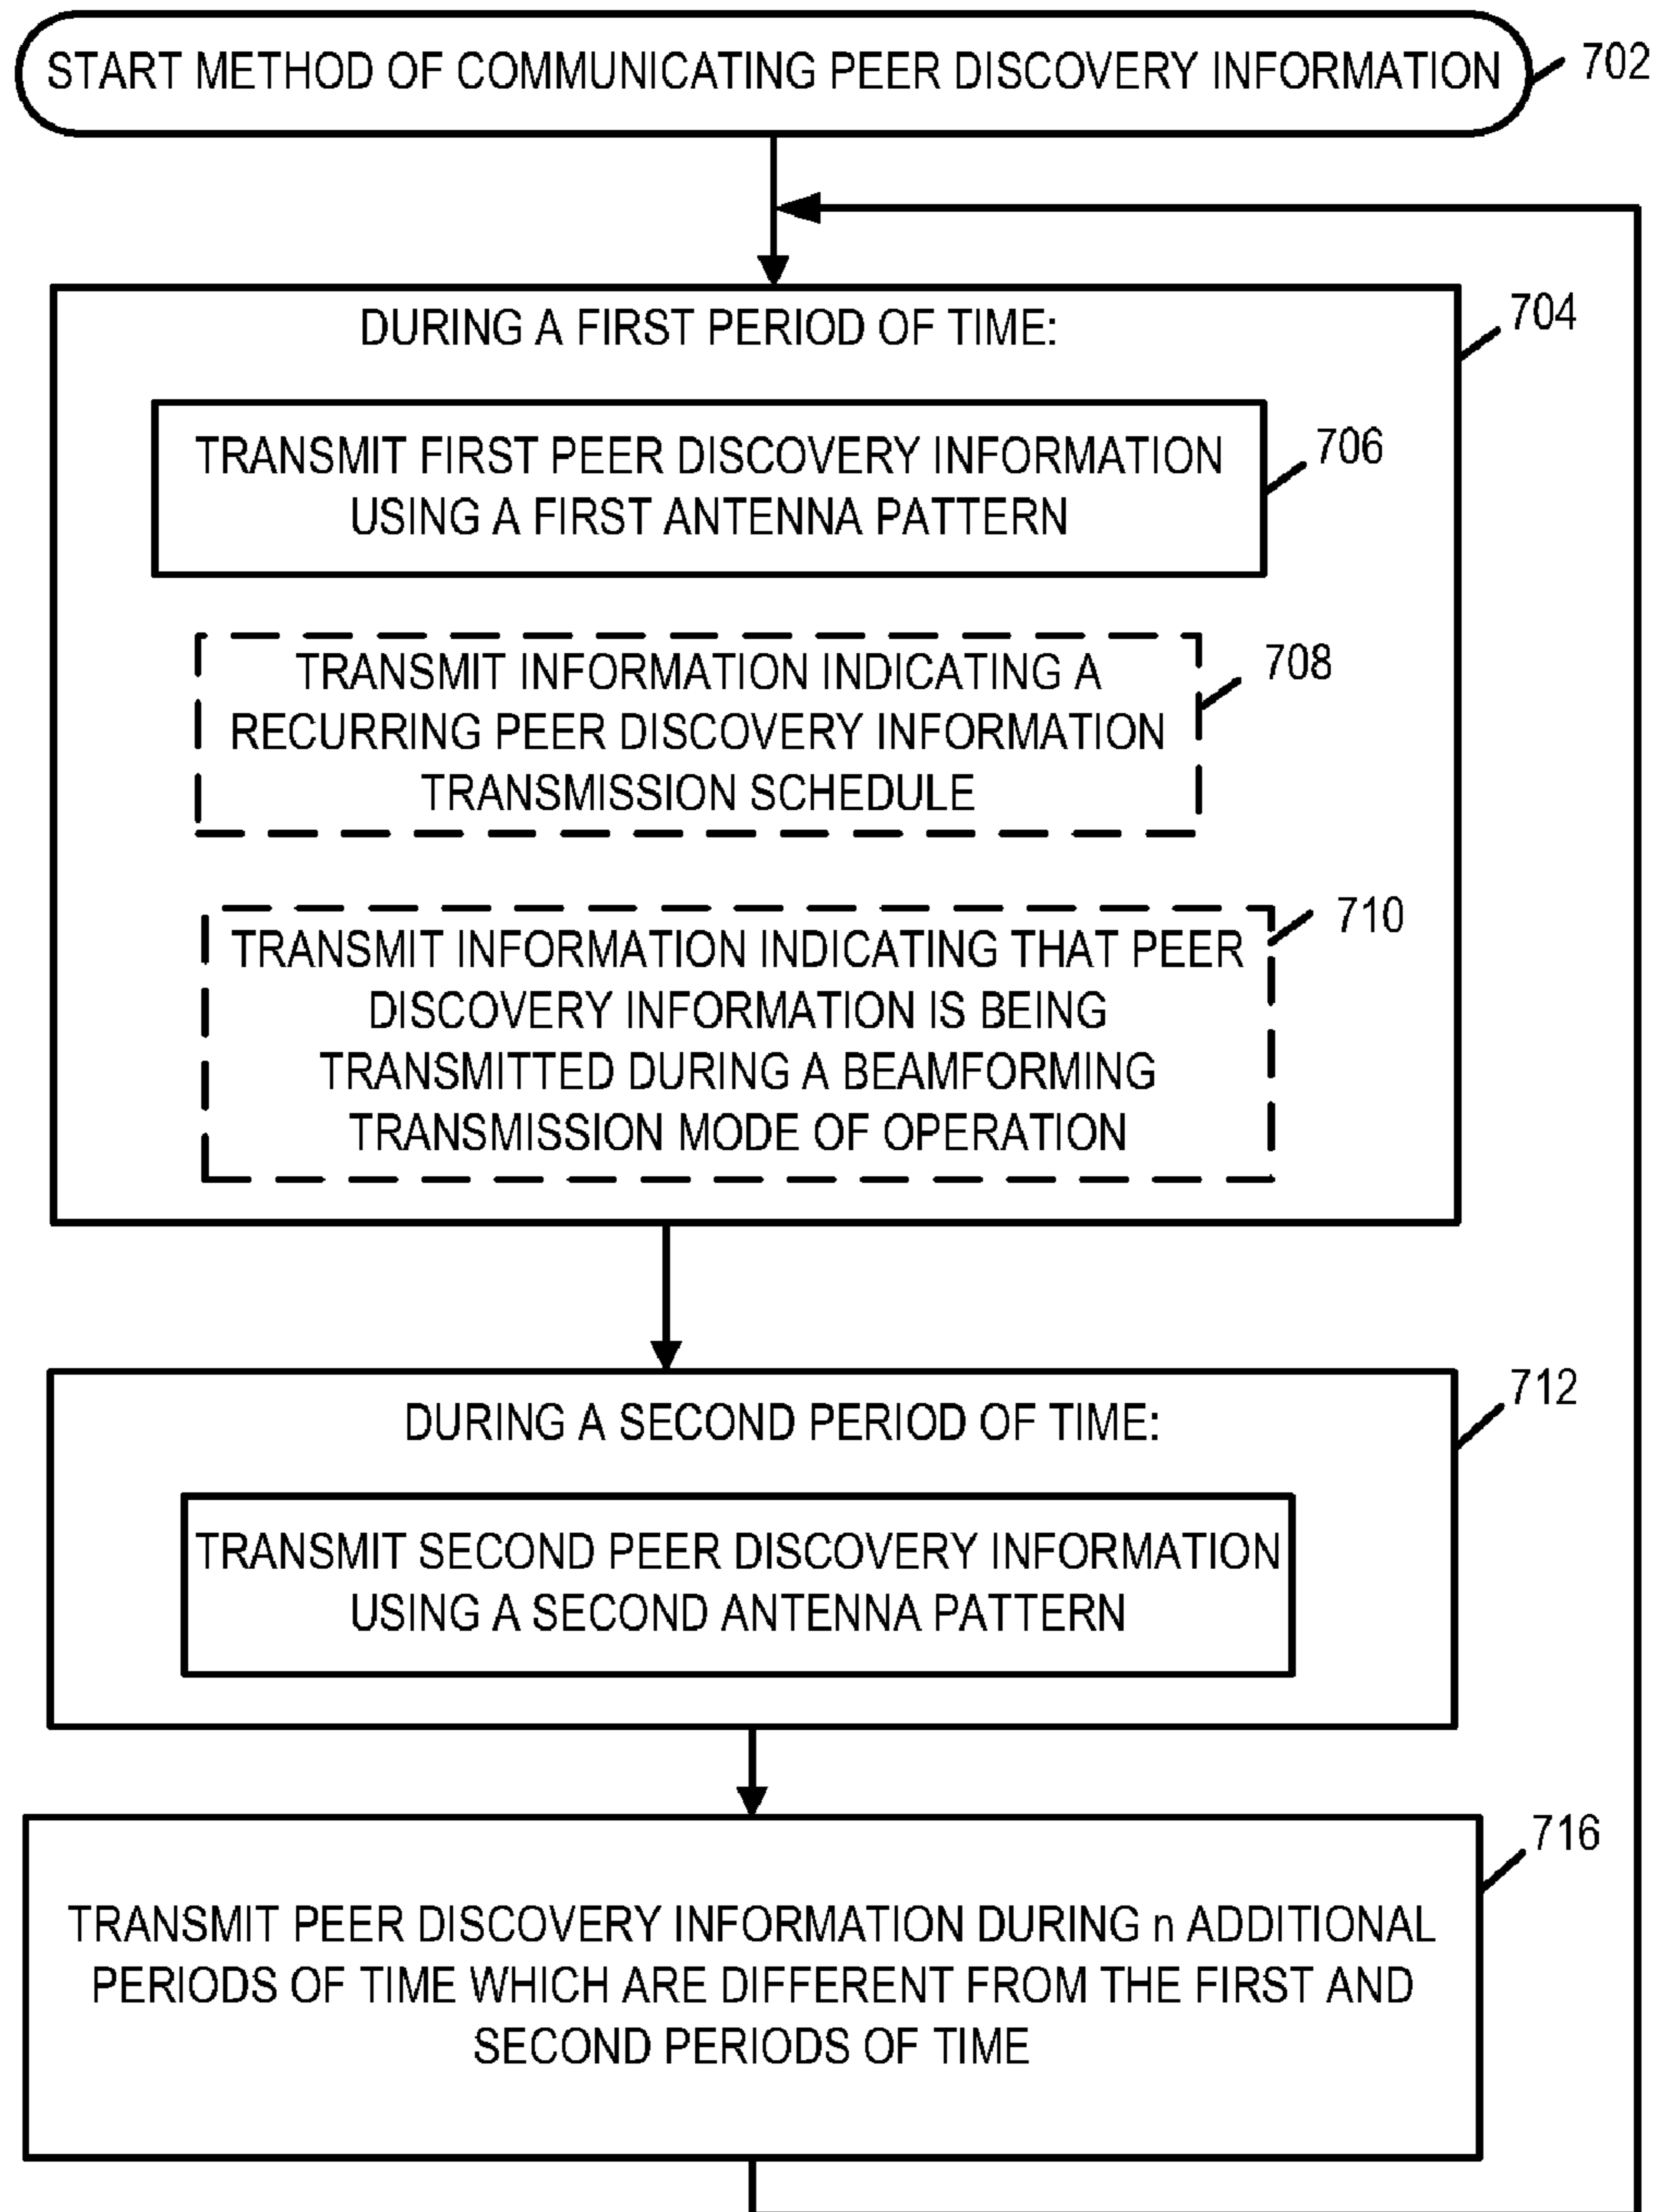 START METHOD OF COMMUNICATING PEER DISCOVERY INFORMATION
702
DURING A FIRST PERIOD OF TIME:
704
TRANSMIT FIRST PEER DISCOVERY INFORMATION
USING A FIRST ANTENNA PATTERN
706
TRANSMIT INFORMATION INDICATING A
RECURRING PEER DISCOVERY INFORMATION
TRANSMISSION SCHEDULE
708
TRANSMIT INFORMATION INDICATING THAT PEER
DISCOVERY INFORMATION IS BEING
TRANSMITTED DURING A BEAMFORMING
TRANSMISSION MODE OF OPERATION
710
DURING A SECOND PERIOD OF TIME:
712
TRANSMIT SECOND PEER DISCOVERY INFORMATION
USING A SECOND ANTENNA PATTERN
TRANSMIT PEER DISCOVERY INFORMATION DURING n ADDITIONAL
PERIODS OF TIME WHICH ARE DIFFERENT FROM THE FIRST AND
SECOND PERIODS OF TIME
716